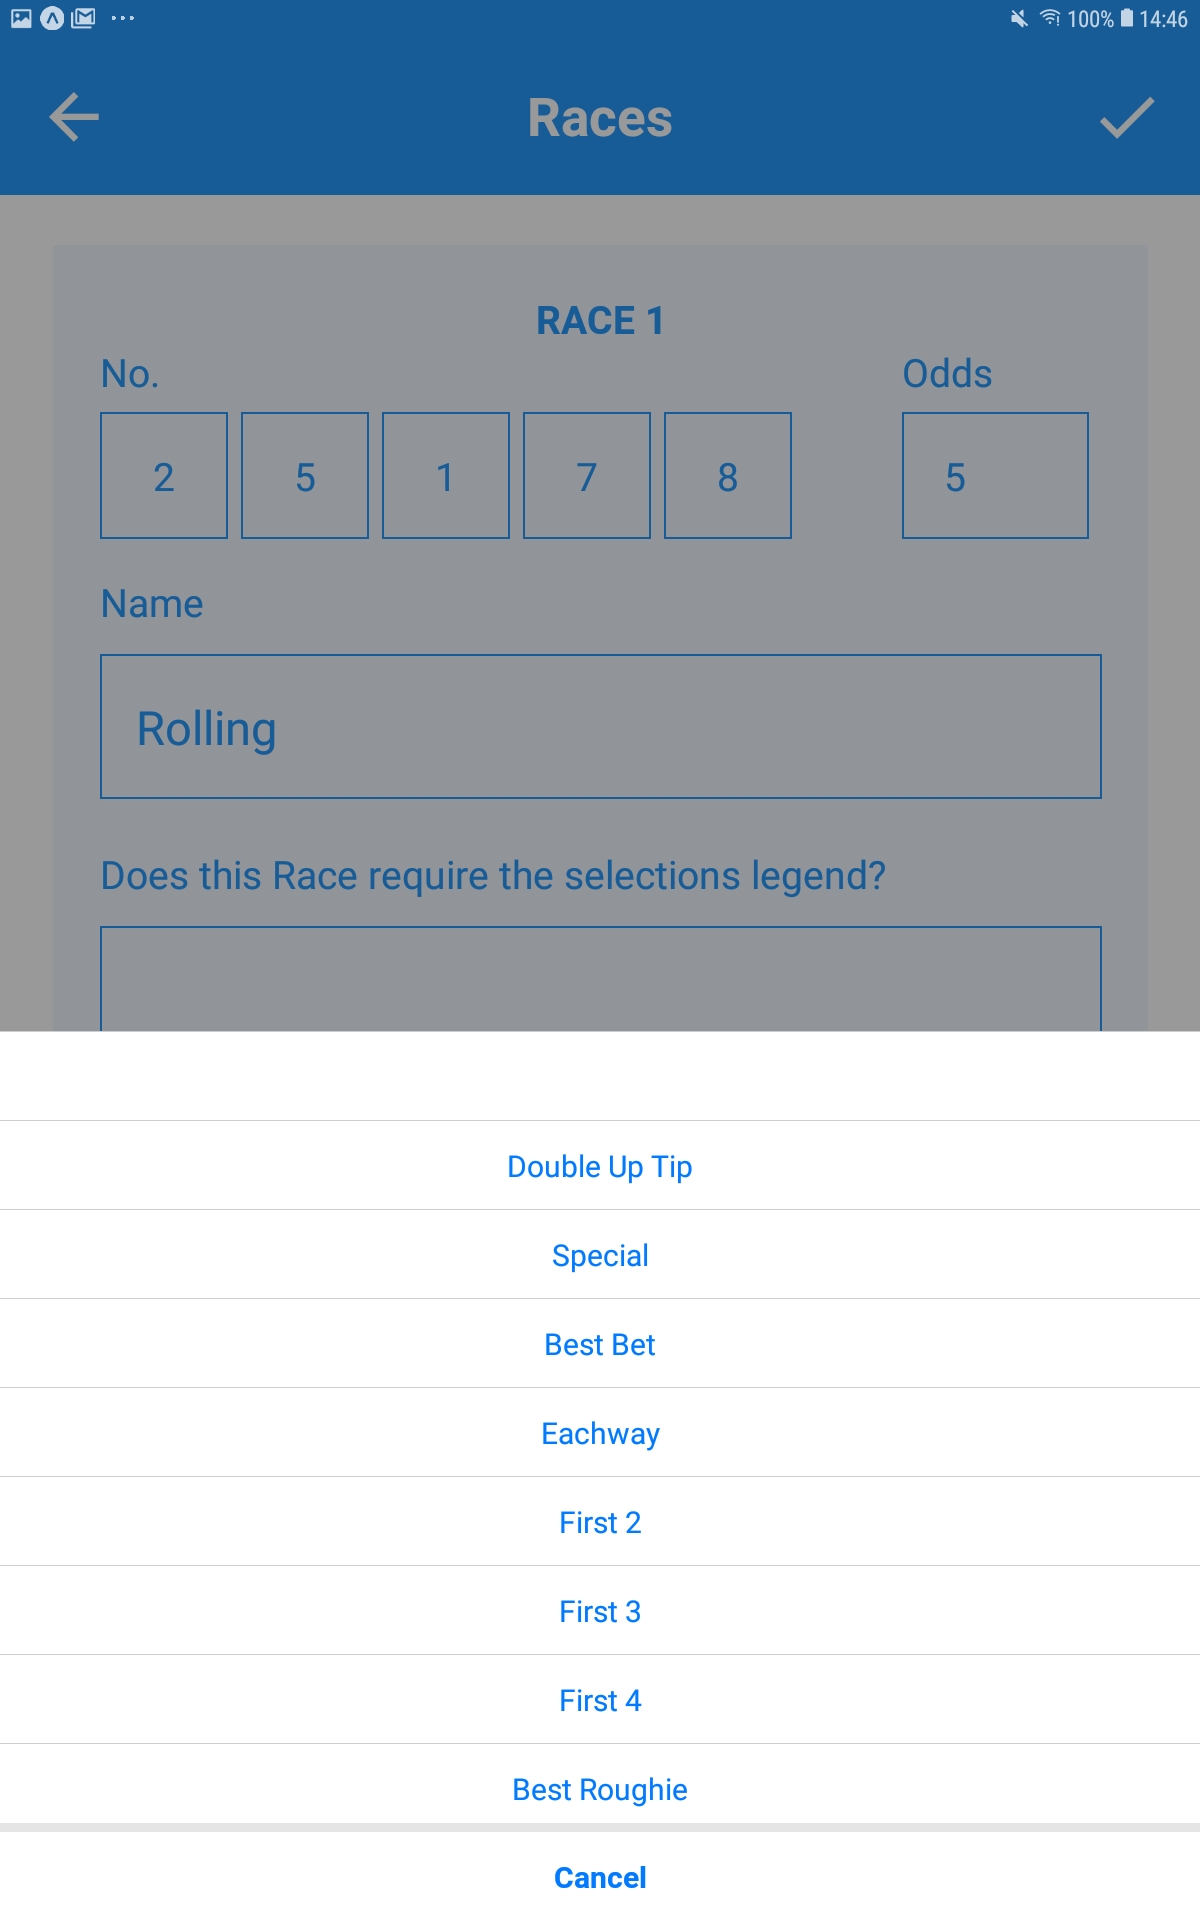 100% 14:46
Races
RACE 1
No. Odds
2 5 1 7 8 5
Name
Rolling
Does this Race require the selections legend?
Double Up Tip
Special
Best Bet
Eachway
First 2
First 3
First 4
Best Roughie
Cancel